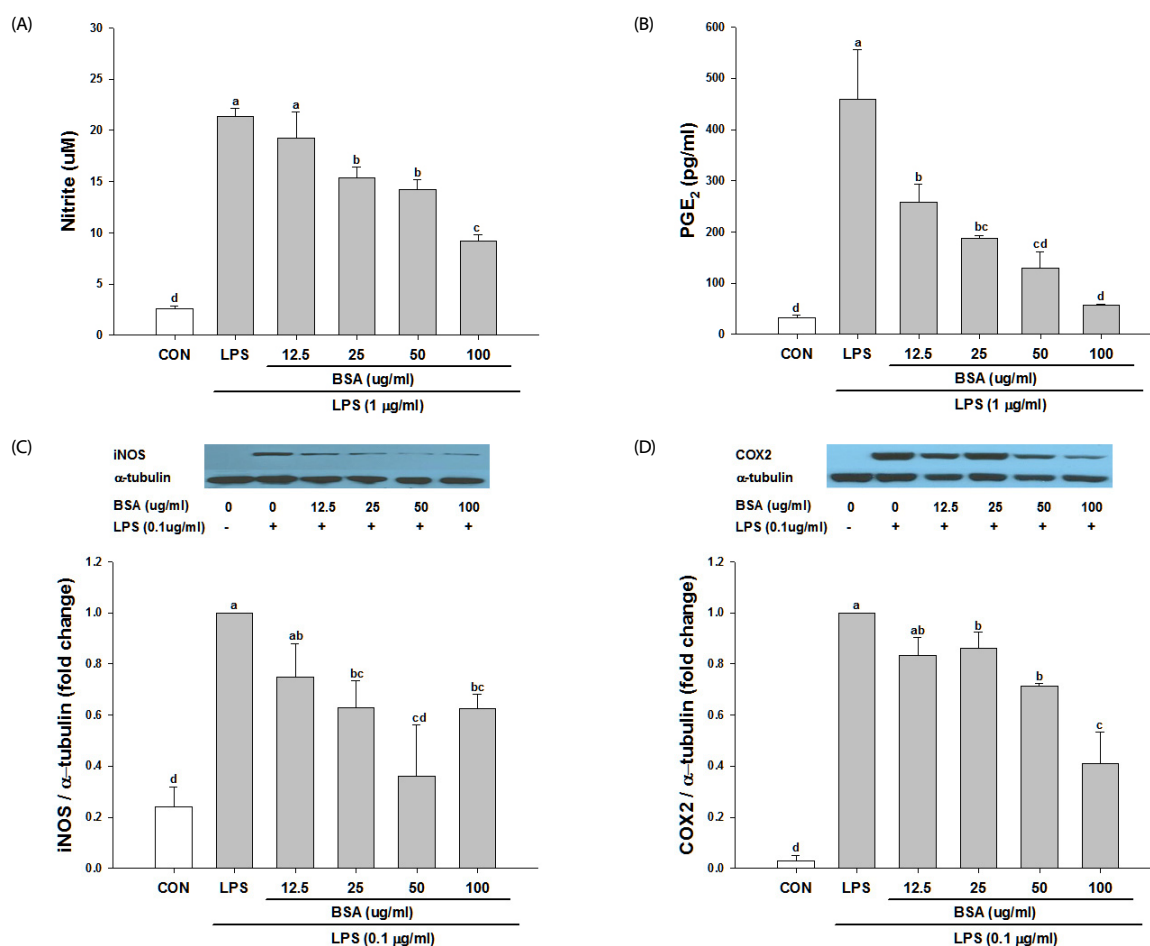 (A)
30
25
20
15
10
5
0
Nitrite (uM)
d
a
a
b
b
c
CON LPS 12.5 25 50 100
BSA (ug/ml)
LPS (1 µg/ml)
(B)
600
500
400
300
200
100
0
PGE2 (pg/ml)
d
a
b
bc
cd
d
CON LPS 12.5 25 50 100
BSA (ug/ml)
LPS (1 µg/ml)
(C)
iNOS
α-tubulin
BSA (ug/ml) 0 0 12.5 25 50 100
LPS (0.1ug/ml) - + + + + +
1.2
1.0
0.8
0.6
0.4
0.2
0.0
iNOS / α-tubulin (fold change)
d
a
ab
bc
cd
bc
CON LPS 12.5 25 50 100
BSA (ug/ml)
LPS (0.1 µg/ml)
(D)
COX2
α-tubulin
BSA (ug/ml) 0 0 12.5 25 50 100
LPS (0.1ug/ml) - + + + + +
1.2
1.0
0.8
0.6
0.4
0.2
0.0
COX2 / α-tubulin (fold change)
d
a
ab
b
b
c
CON LPS 12.5 25 50 100
BSA (ug/ml)
LPS (0.1 µg/ml)